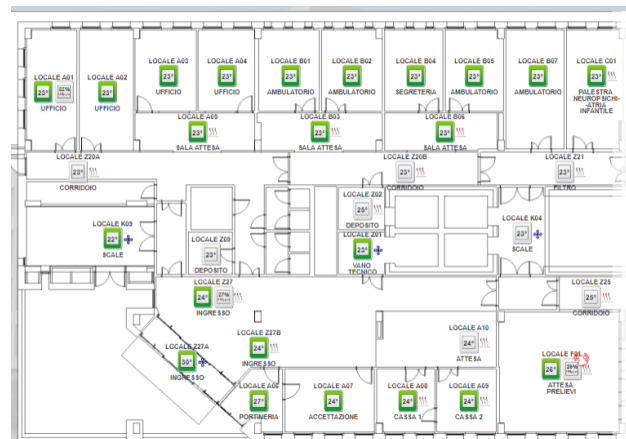 LOCALE A01
23°
UFFICIO
LOCALE A02
23°
UFFICIO
LOCALE A03
23°
UFFICIO
LOCALE A04
23°
UFFICIO
LOCALE B01
23°
AMBULATORIO
LOCALE B02
23°
AMBULATORIO
LOCALE B04
23°
SEGRETERIA
LOCALE B05
23°
AMBULATORIO
LOCALE B07
23°
AMBULATORIO
LOCALE C01
23°
PALESTRA
NEUROPSICHI-
-ATRIA
INFANTILE
LOCALE A05
23°
SALA ATTESA
LOCALE B03
23°
SALA ATTESA
LOCALE B06
23°
SALA ATTESA
LOCALE Z20A
23°
CORRIDOIO
LOCALE Z20B
23°
CORRIDOIO
LOCALE Z21
23°
FILTRO
LOCALE K09
22°
SCALE
LOCALE Z09
23°
DEPOSITO
LOCALE Z02
25°
DEPOSITO
LOCALE Z01
23°
VANO
TECNICO
LOCALE K04
23°
SCALE
LOCALE Z27
24°
27%
INGRESSO
LOCALE Z25
25°
CORRIDOIO
LOCALE Z27B
24°
INGRESSO
LOCALE Z27A
30°
INGRESSO
LOCALE A10
24°
ATTESA
LOCALE F01
26°
ATTESA
PRELIEVI
LOCALE A06
27°
PORTINERIA
LOCALE A07
24°
ACCETTAZIONE
LOCALE A08
24°
CASSA 1
LOCALE A09
24°
CASSA 2